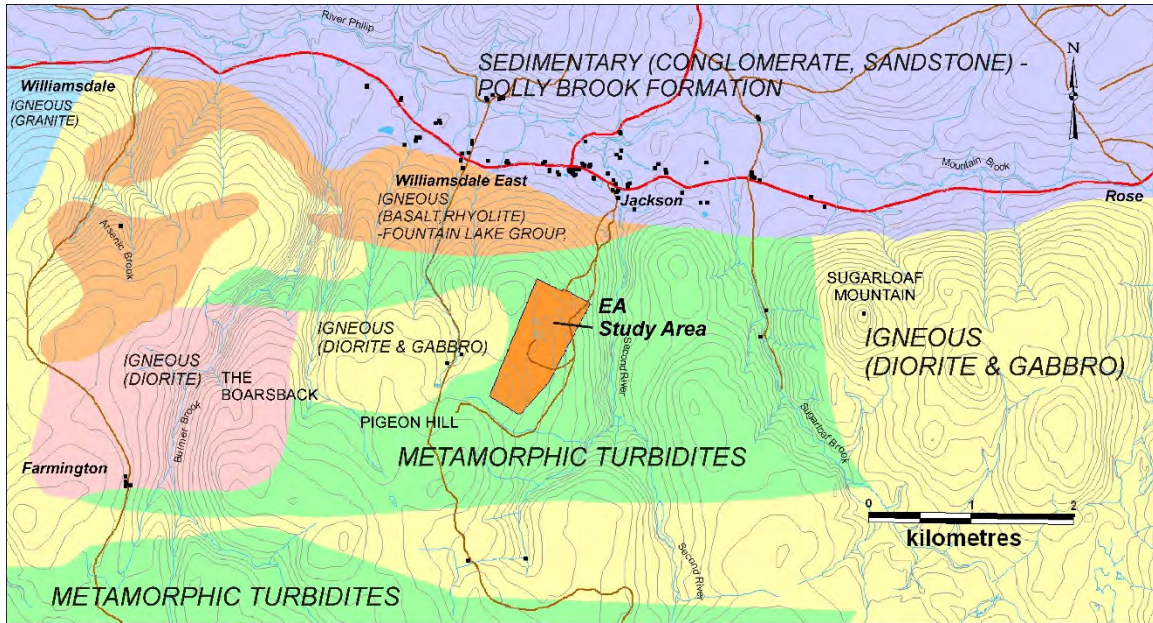 River Philip
SEDIMENTARY (CONGLOMERATE, SANDSTONE) -
POLLY BROOK FORMATION
N
Williamsdale
IGNEOUS
(GRANITE)
Mountain Brook
Williamsdale East
IGNEOUS
(BASALT RHYOLITE)
-FOUNTAIN LAKE GROUP.
Jackson
Rose
Arsenic Brook
SUGARLOAF
MOUNTAIN
EA
Study Area
IGNEOUS
(DIORITE & GABBRO)
IGNEOUS
(DIORITE & GABBRO)
IGNEOUS
(DIORITE)
THE
BOARSBACK
Second River
PIGEON HILL
Bulmer Brook
Sugarloaf Brook
METAMORPHIC TURBIDITES
Farmington
0 1 2
kilometres
Second River
METAMORPHIC TURBIDITES